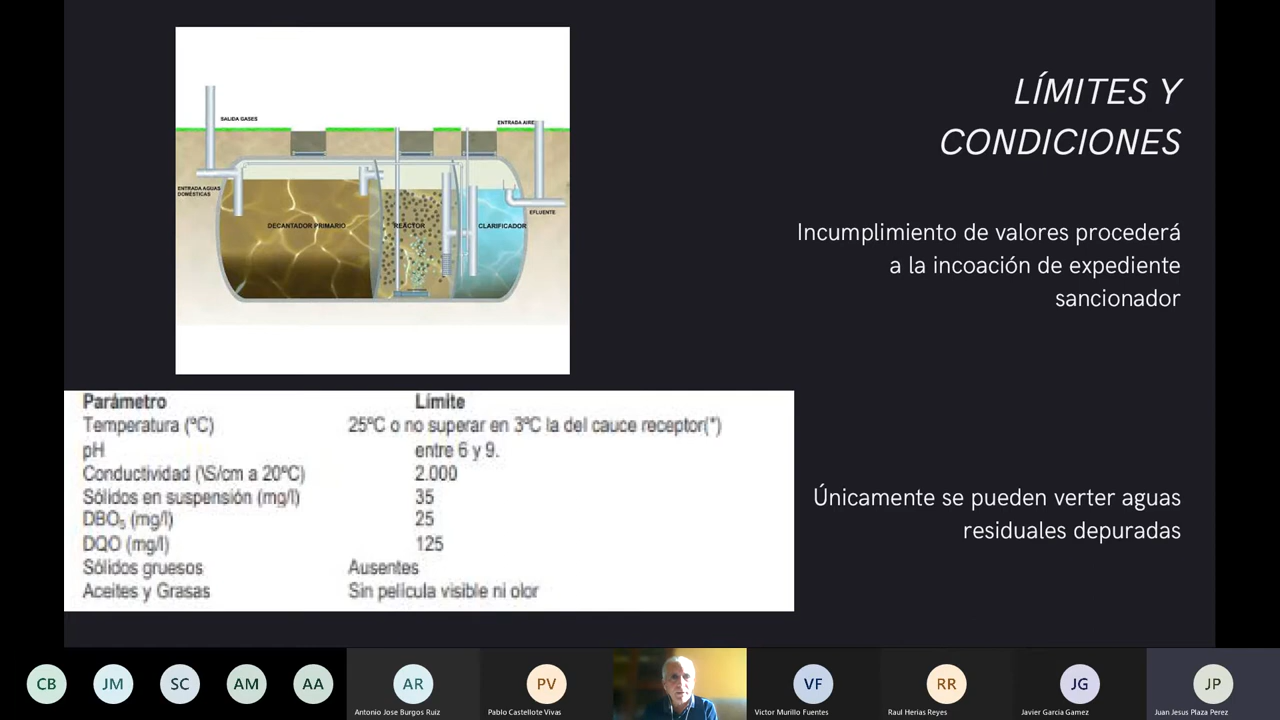 SALIDA GASES
ENTRADA AIRE
ENTRADA AGUAS
DOMÉSTICAS
EFLUENTE
DECANTADOR PRIMARIO
REACTOR
CLARIFICADOR
LÍMITES Y
CONDICIONES
Incumplimiento de valores procederá
a la incoación de expediente
sancionador
Parámetro Límite
Temperatura (ºC) 25ºC o no superar en 3ºC la del cauce receptor(*)
pH entre 6 y 9.
Conductividad (\S/cm a 20ºC) 2.000
Sólidos en suspensión (mg/l) 35
DBO₅ (mg/l) 25
DQO (mg/l) 125
Sólidos gruesos Ausentes
Aceites y Grasas Sin película visible ni olor
Únicamente se pueden verter aguas
residuales depuradas
CB JM SC AM AA AR PV VF RR JG JP
Antonio Jose Burgos Ruiz Pablo Castellote Vivas Victor Murillo Fuentes Raul Herias Reyes Javier Garcia Gamez Juan Jesus Plaza Perez